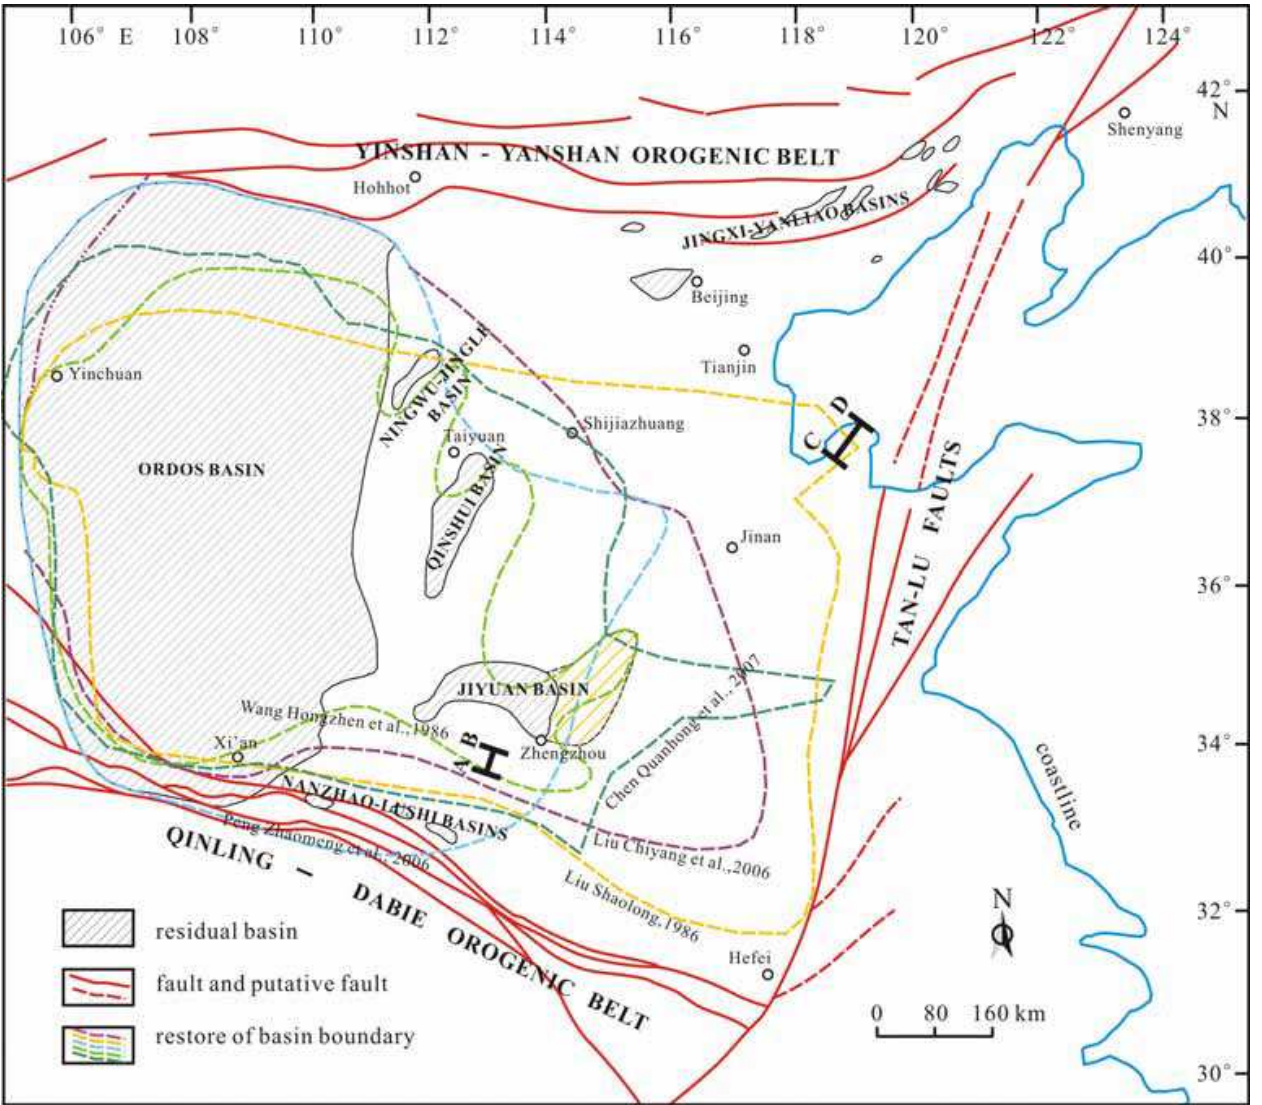 106° E 108° 110° 112° 114° 116° 118° 120° 122° 124°
42°
N
Shenyang
YINSHAN - YANSHAN OROGENIC BELT
Hohhot
JINGXI-YANLIAO BASINS
40°
Beijing
Tianjin
Yinchuan
NINGWU-JINGLE
BASIN
38°
D
C
Shijiazhuang
Taiyuan
ORDOS BASIN
QINSHUI BASIN
TAN-LU FAULTS
Jinan
36°
JIYUAN BASIN
Wang Hongzhen et al.,1986
Chen Quanhong et al., 2007
Xi'an
B
A
Zhengzhou
34°
coastline
NANZHAO-LUSHI BASINS
Peng Zhaomeng et al., 2006
Liu Chiyang et al.,2006
Liu Shaolong, 1986
QINLING - DABIE OROGENIC BELT
32°
N
Hefei
residual basin
fault and putative fault
restore of basin boundary
0 80 160 km
30°